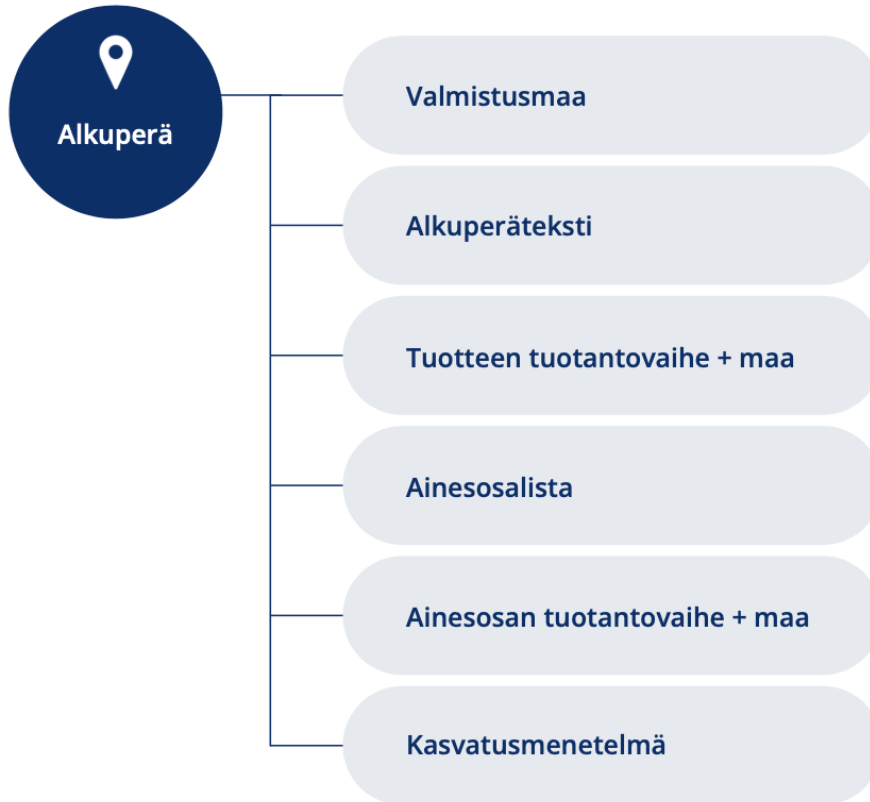 Alkuperä
Valmistusmaa
Alkuperäteksti
Tuotteen tuotantovaihe + maa
Ainesosalista
Ainesosan tuotantovaihe + maa
Kasvatusmenetelmä